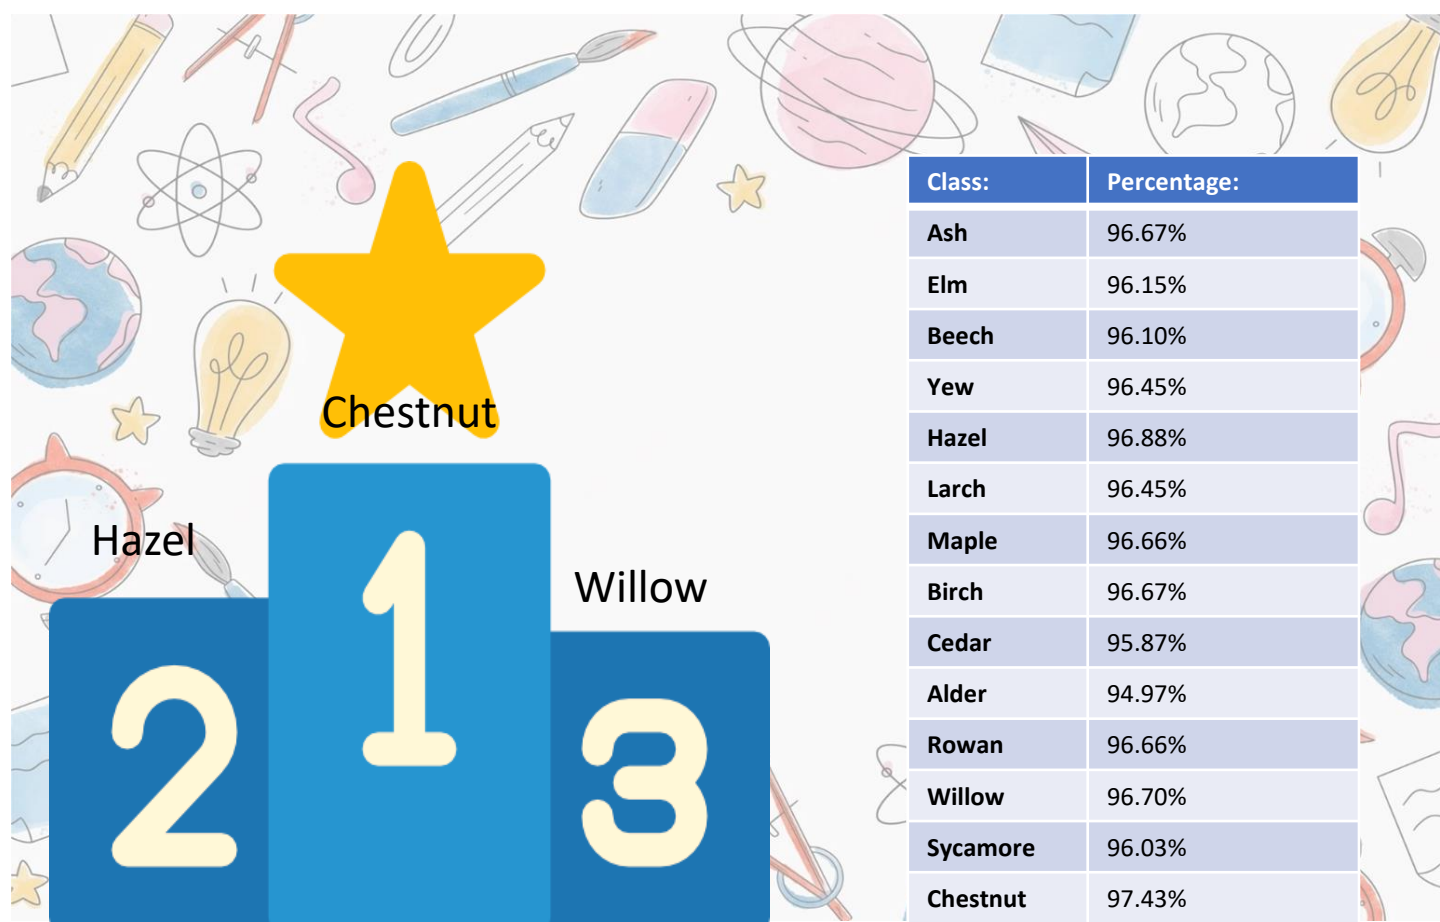 Chestnut
Hazel
Willow
1
2
3
Class: Percentage:
Ash 96.67%
Elm 96.15%
Beech 96.10%
Yew 96.45%
Hazel 96.88%
Larch 96.45%
Maple 96.66%
Birch 96.67%
Cedar 95.87%
Alder 94.97%
Rowan 96.66%
Willow 96.70%
Sycamore 96.03%
Chestnut 97.43%